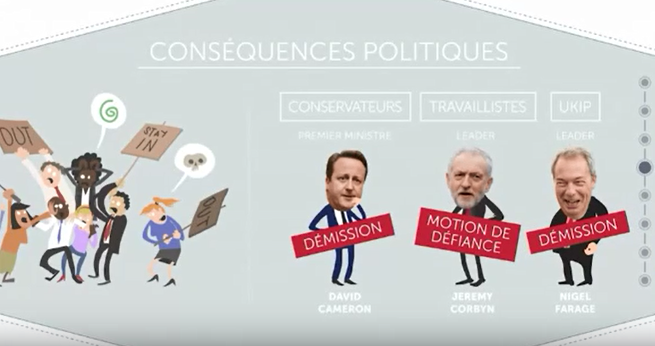 CONSÉQUENCES POLITIQUES
OUT
STAY
IN
OUT
CONSERVATEURS
TRAVAILLISTES
UKIP
PREMIER MINISTRE
LEADER
LEADER
DÉMISSION
MOTION DE
DÉFIANCE
DÉMISSION
DAVID
CAMERON
JEREMY
CORBYN
NIGEL
FARAGE